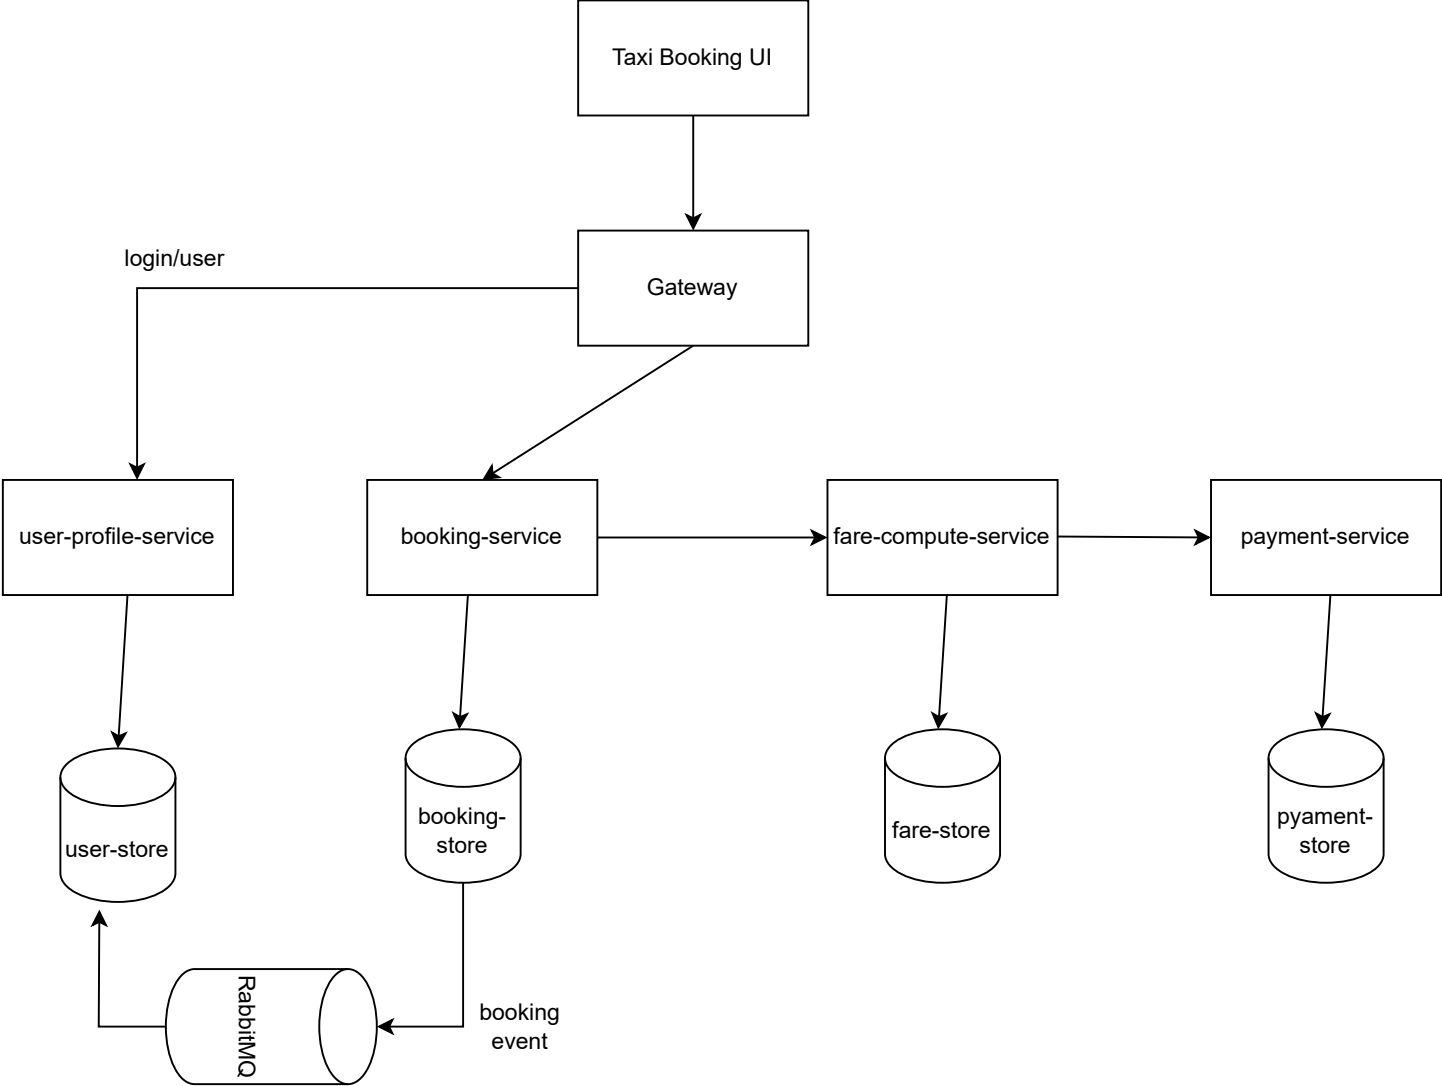 Taxi Booking UI
login/user
Gateway
user-profile-service
booking-service
fare-compute-service
payment-service
user-store
booking-
store
fare-store
pyament-
store
RabbitMQ
booking
event